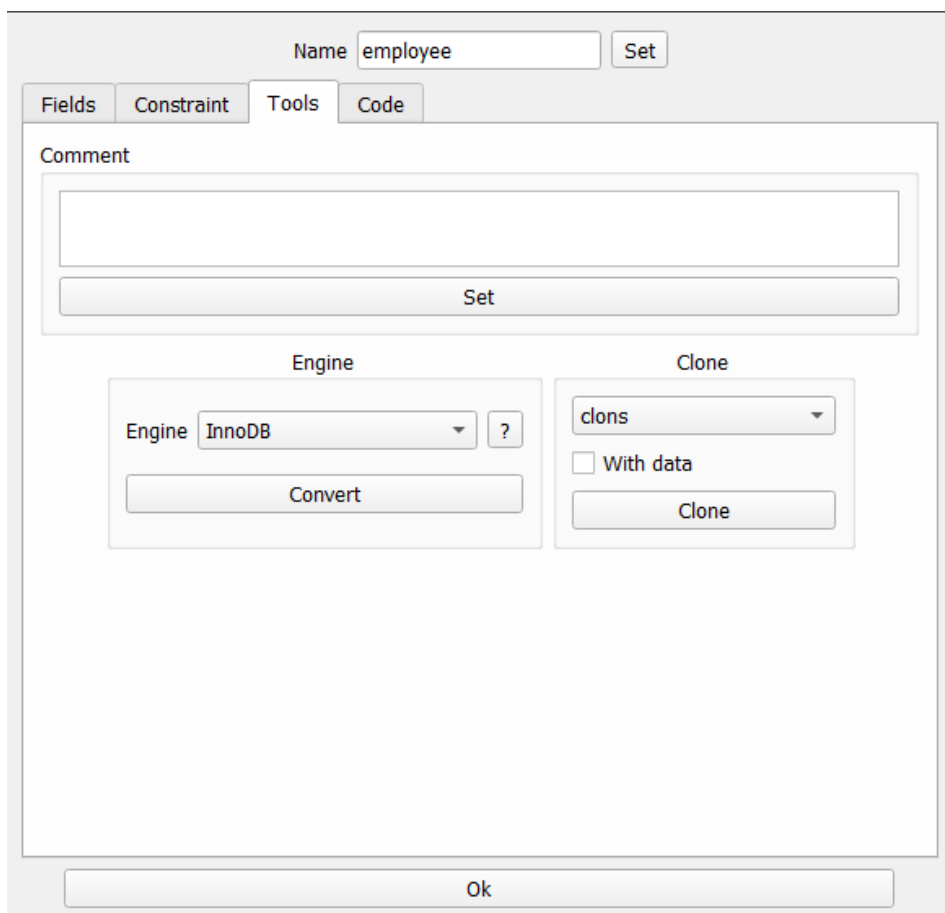 Name employee Set
Fields Constraint Tools Code
Comment
Set
Engine Clone
Engine InnoDB ? clons
With data
Convert Clone
Ok